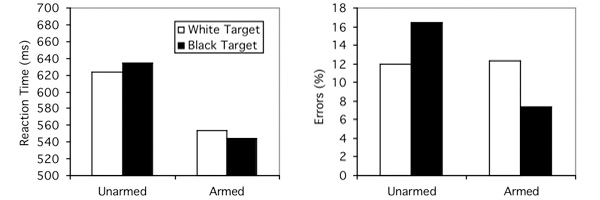 700
680
660
640
620
600
580
560
540
520
500
Reaction Time (ms)
White Target
Black Target
Unarmed
Armed
18
16
14
12
10
8
6
4
2
0
Errors (%)
Unarmed
Armed